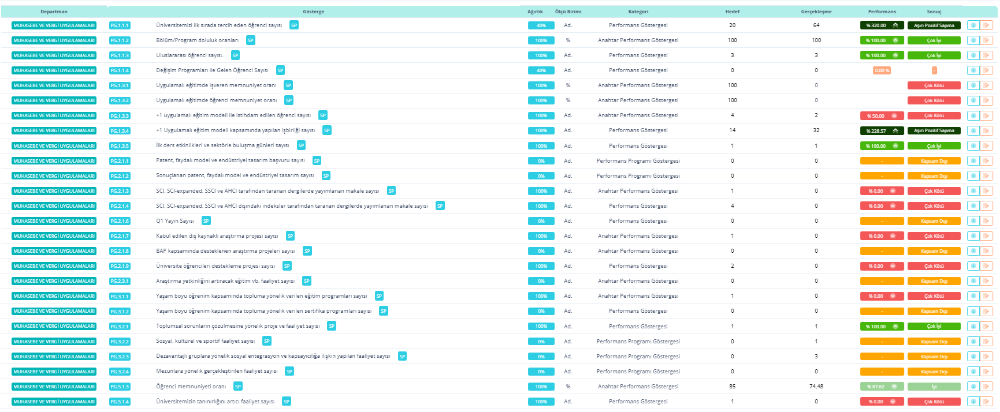 Departman Gösterge Ağırlık Ölçü Birimi Kategori Hedef Gerçekleşme Performans Sonuç
MUHASEBE VE VERGİ UYGULAMALARI PG.1.1.1 Üniversitemizi ilk sırada tercih eden öğrenci sayısı SP 40% Ad. Performans Göstergesi 20 64 % 320.00 Aşırı Pozitif Sapma
MUHASEBE VE VERGİ UYGULAMALARI PG.1.1.2 Bölüm/Program doluluk oranları SP 100% % Anahtar Performans Göstergesi 100 100 % 100.00 Çok İyi
MUHASEBE VE VERGİ UYGULAMALARI PG.1.1.3 Uluslararası öğrenci sayısı. SP 100% Ad. Performans Göstergesi 3 3 % 100.00 Çok İyi
MUHASEBE VE VERGİ UYGULAMALARI PG.1.1.4 Değişim Programları ile Gelen Öğrenci Sayısı SP 40% Ad. Performans Göstergesi 0 0 0.00 % -
MUHASEBE VE VERGİ UYGULAMALARI PG.1.3.1 Uygulamalı eğitimde işveren memnuniyet oranı SP 100% % Anahtar Performans Göstergesi 100 0 Çok Kötü
MUHASEBE VE VERGİ UYGULAMALARI PG.1.3.2 Uygulamalı eğitimde öğrenci memnuniyet oranı SP 100% % Anahtar Performans Göstergesi 100 0 Çok Kötü
MUHASEBE VE VERGİ UYGULAMALARI PG.1.3.3 +1 uygulamalı eğitim modeli ile istihdam edilen öğrenci sayısı SP 100% Ad. Anahtar Performans Göstergesi 4 2 % 50.00 Çok Kötü
MUHASEBE VE VERGİ UYGULAMALARI PG.1.3.4 +1 Uygulamalı eğitim modeli kapsamında yapılan işbirliği sayısı SP 100% Ad. Anahtar Performans Göstergesi 14 32 % 228.57 Aşırı Pozitif Sapma
MUHASEBE VE VERGİ UYGULAMALARI PG.1.3.5 İlk ders etkinlikleri ve sektörle buluşma günleri sayısı SP 100% Ad. Performans Göstergesi 1 1 % 100.00 Çok İyi
MUHASEBE VE VERGİ UYGULAMALARI PG.2.1.1 Patent, faydalı model ve endüstriyel tasarım başvuru sayısı SP 0% Ad. Performans Programı Göstergesi 0 0 - Kapsam Dışı
MUHASEBE VE VERGİ UYGULAMALARI PG.2.1.2 Sonuçlanan patent, faydalı model ve endüstriyel tasarım sayısı SP 0% Ad. Performans Programı Göstergesi 0 0 - Kapsam Dışı
MUHASEBE VE VERGİ UYGULAMALARI PG.2.1.3 SCI, SCI-expanded, SSCI ve AHCI tarafından taranan dergilerde yayımlanan makale sayısı SP 100% Ad. Anahtar Performans Göstergesi 1 0 % 0.00 Çok Kötü
MUHASEBE VE VERGİ UYGULAMALARI PG.2.1.4 SCI, SCI-expanded, SSCI ve AHCI dışındaki indeksler tarafından taranan dergilerde yayımlanan makale sayısı SP 100% Ad. Performans Göstergesi 4 0 % 0.00 Çok Kötü
MUHASEBE VE VERGİ UYGULAMALARI PG.2.1.6 Q1 Yayın Sayısı SP 0% Ad. Performans Göstergesi 0 0 - Kapsam Dışı
MUHASEBE VE VERGİ UYGULAMALARI PG.2.1.7 Kabul edilen dış kaynaklı araştırma projesi sayısı SP 100% Ad. Anahtar Performans Göstergesi 1 0 % 0.00 Çok Kötü
MUHASEBE VE VERGİ UYGULAMALARI PG.2.1.8 BAP kapsamında desteklenen araştırma projeleri sayısı SP 0% Ad. Anahtar Performans Göstergesi 0 0 - Kapsam Dışı
MUHASEBE VE VERGİ UYGULAMALARI PG.2.1.9 Üniversite öğrencileri destekleme projesi sayısı SP 100% Ad. Performans Göstergesi 2 0 % 0.00 Çok Kötü
MUHASEBE VE VERGİ UYGULAMALARI PG.2.3.1 Araştırma yetkinliğini artıracak eğitim vb. faaliyet sayısı SP 0% Ad. Anahtar Performans Göstergesi 0 0 - Kapsam Dışı
MUHASEBE VE VERGİ UYGULAMALARI PG.3.1.1 Yaşam boyu öğrenim kapsamında topluma yönelik verilen eğitim programları sayısı SP 100% Ad. Anahtar Performans Göstergesi 1 0 % 0.00 Çok Kötü
MUHASEBE VE VERGİ UYGULAMALARI PG.3.1.2 Yaşam boyu öğrenim kapsamında topluma yönelik verilen sertifika programları sayısı SP 0% Ad. Performans Göstergesi 0 0 - Kapsam Dışı
MUHASEBE VE VERGİ UYGULAMALARI PG.3.2.1 Toplumsal sorunların çözülmesine yönelik proje ve faaliyet sayısı SP 100% Ad. Performans Göstergesi 1 1 % 100.00 Çok İyi
MUHASEBE VE VERGİ UYGULAMALARI PG.3.2.2 Sosyal, kültürel ve sportif faaliyet sayısı SP 0% Ad. Performans Programı Göstergesi 0 1 - Kapsam Dışı
MUHASEBE VE VERGİ UYGULAMALARI PG.3.2.3 Dezavantajlı gruplara yönelik sosyal entegrasyon ve kapsayıcılığa ilişkin yapılan faaliyet sayısı SP 0% Ad. Performans Programı Göstergesi 0 3 - Kapsam Dışı
MUHASEBE VE VERGİ UYGULAMALARI PG.3.2.4 Mezunlara yönelik gerçekleştirilen faaliyet sayısı SP 0% Ad. Performans Programı Göstergesi 0 0 - Kapsam Dışı
MUHASEBE VE VERGİ UYGULAMALARI PG.5.1.3 Öğrenci memnuniyeti oranı SP 100% % Anahtar Performans Göstergesi 85 74,48 % 87.62 İyi
MUHASEBE VE VERGİ UYGULAMALARI PG.5.1.4 Üniversitemizin tanınırlığını artıcı faaliyet sayısı SP 100% Ad. Performans Göstergesi 1 0 % 0.00 Çok Kötü